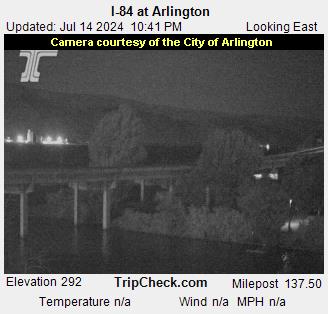 I-84 at Arlington
Updated: Jul 14 2024 10:41 PM Looking East
Camera courtesy of the City of Arlington
Elevation 292 TripCheck.com Milepost 137.50
Temperature n/a Wind n/a MPH n/a